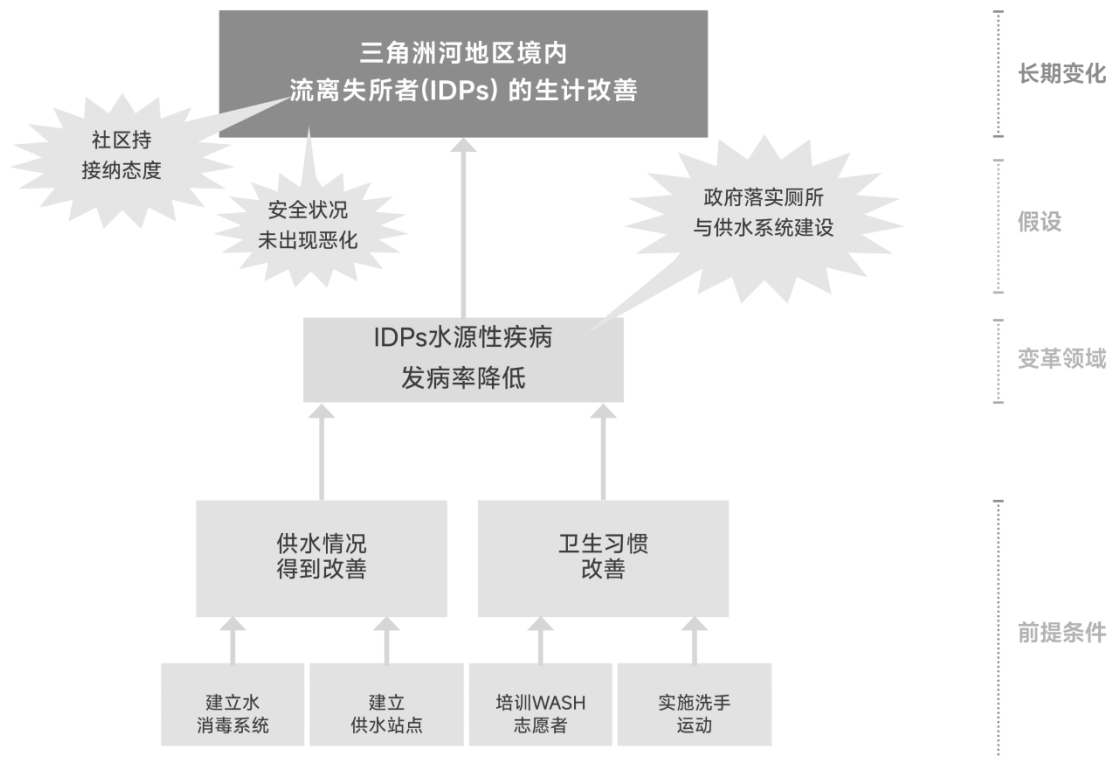 三角洲河地区境内
流离失所者(IDPs) 的生计改善
长期变化
社区持
接纳态度
安全状况
未出现恶化
政府落实厕所
与供水系统建设
假设
IDPs水源性疾病
发病率降低
变革领域
供水情况
得到改善
卫生习惯
改善
前提条件
建立水
消毒系统
建立
供水站点
培训WASH
志愿者
实施洗手
运动